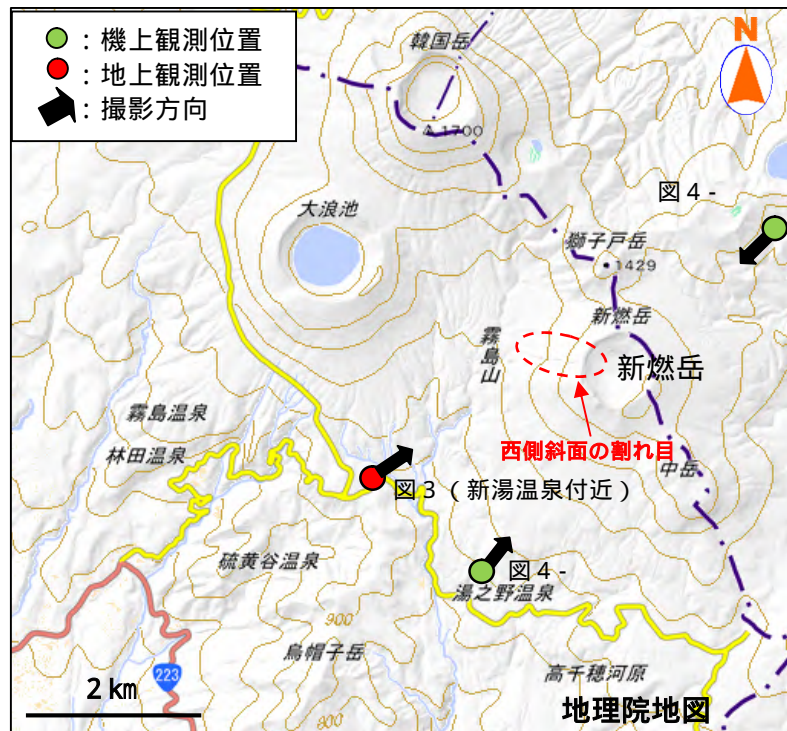 ：機上観測位置
：地上観測位置
：撮影方向
N
韓国岳
1700
大浪池
図４-
獅子戸岳
1429
新燃岳
霧島山
新燃岳
西側斜面の割れ目
中岳
霧島温泉
林田温泉
図３（新湯温泉付近）
硫黄谷温泉
図４-
湯之野温泉
900
烏帽子岳
223
高千穂河原
2 km
800
地理院地図